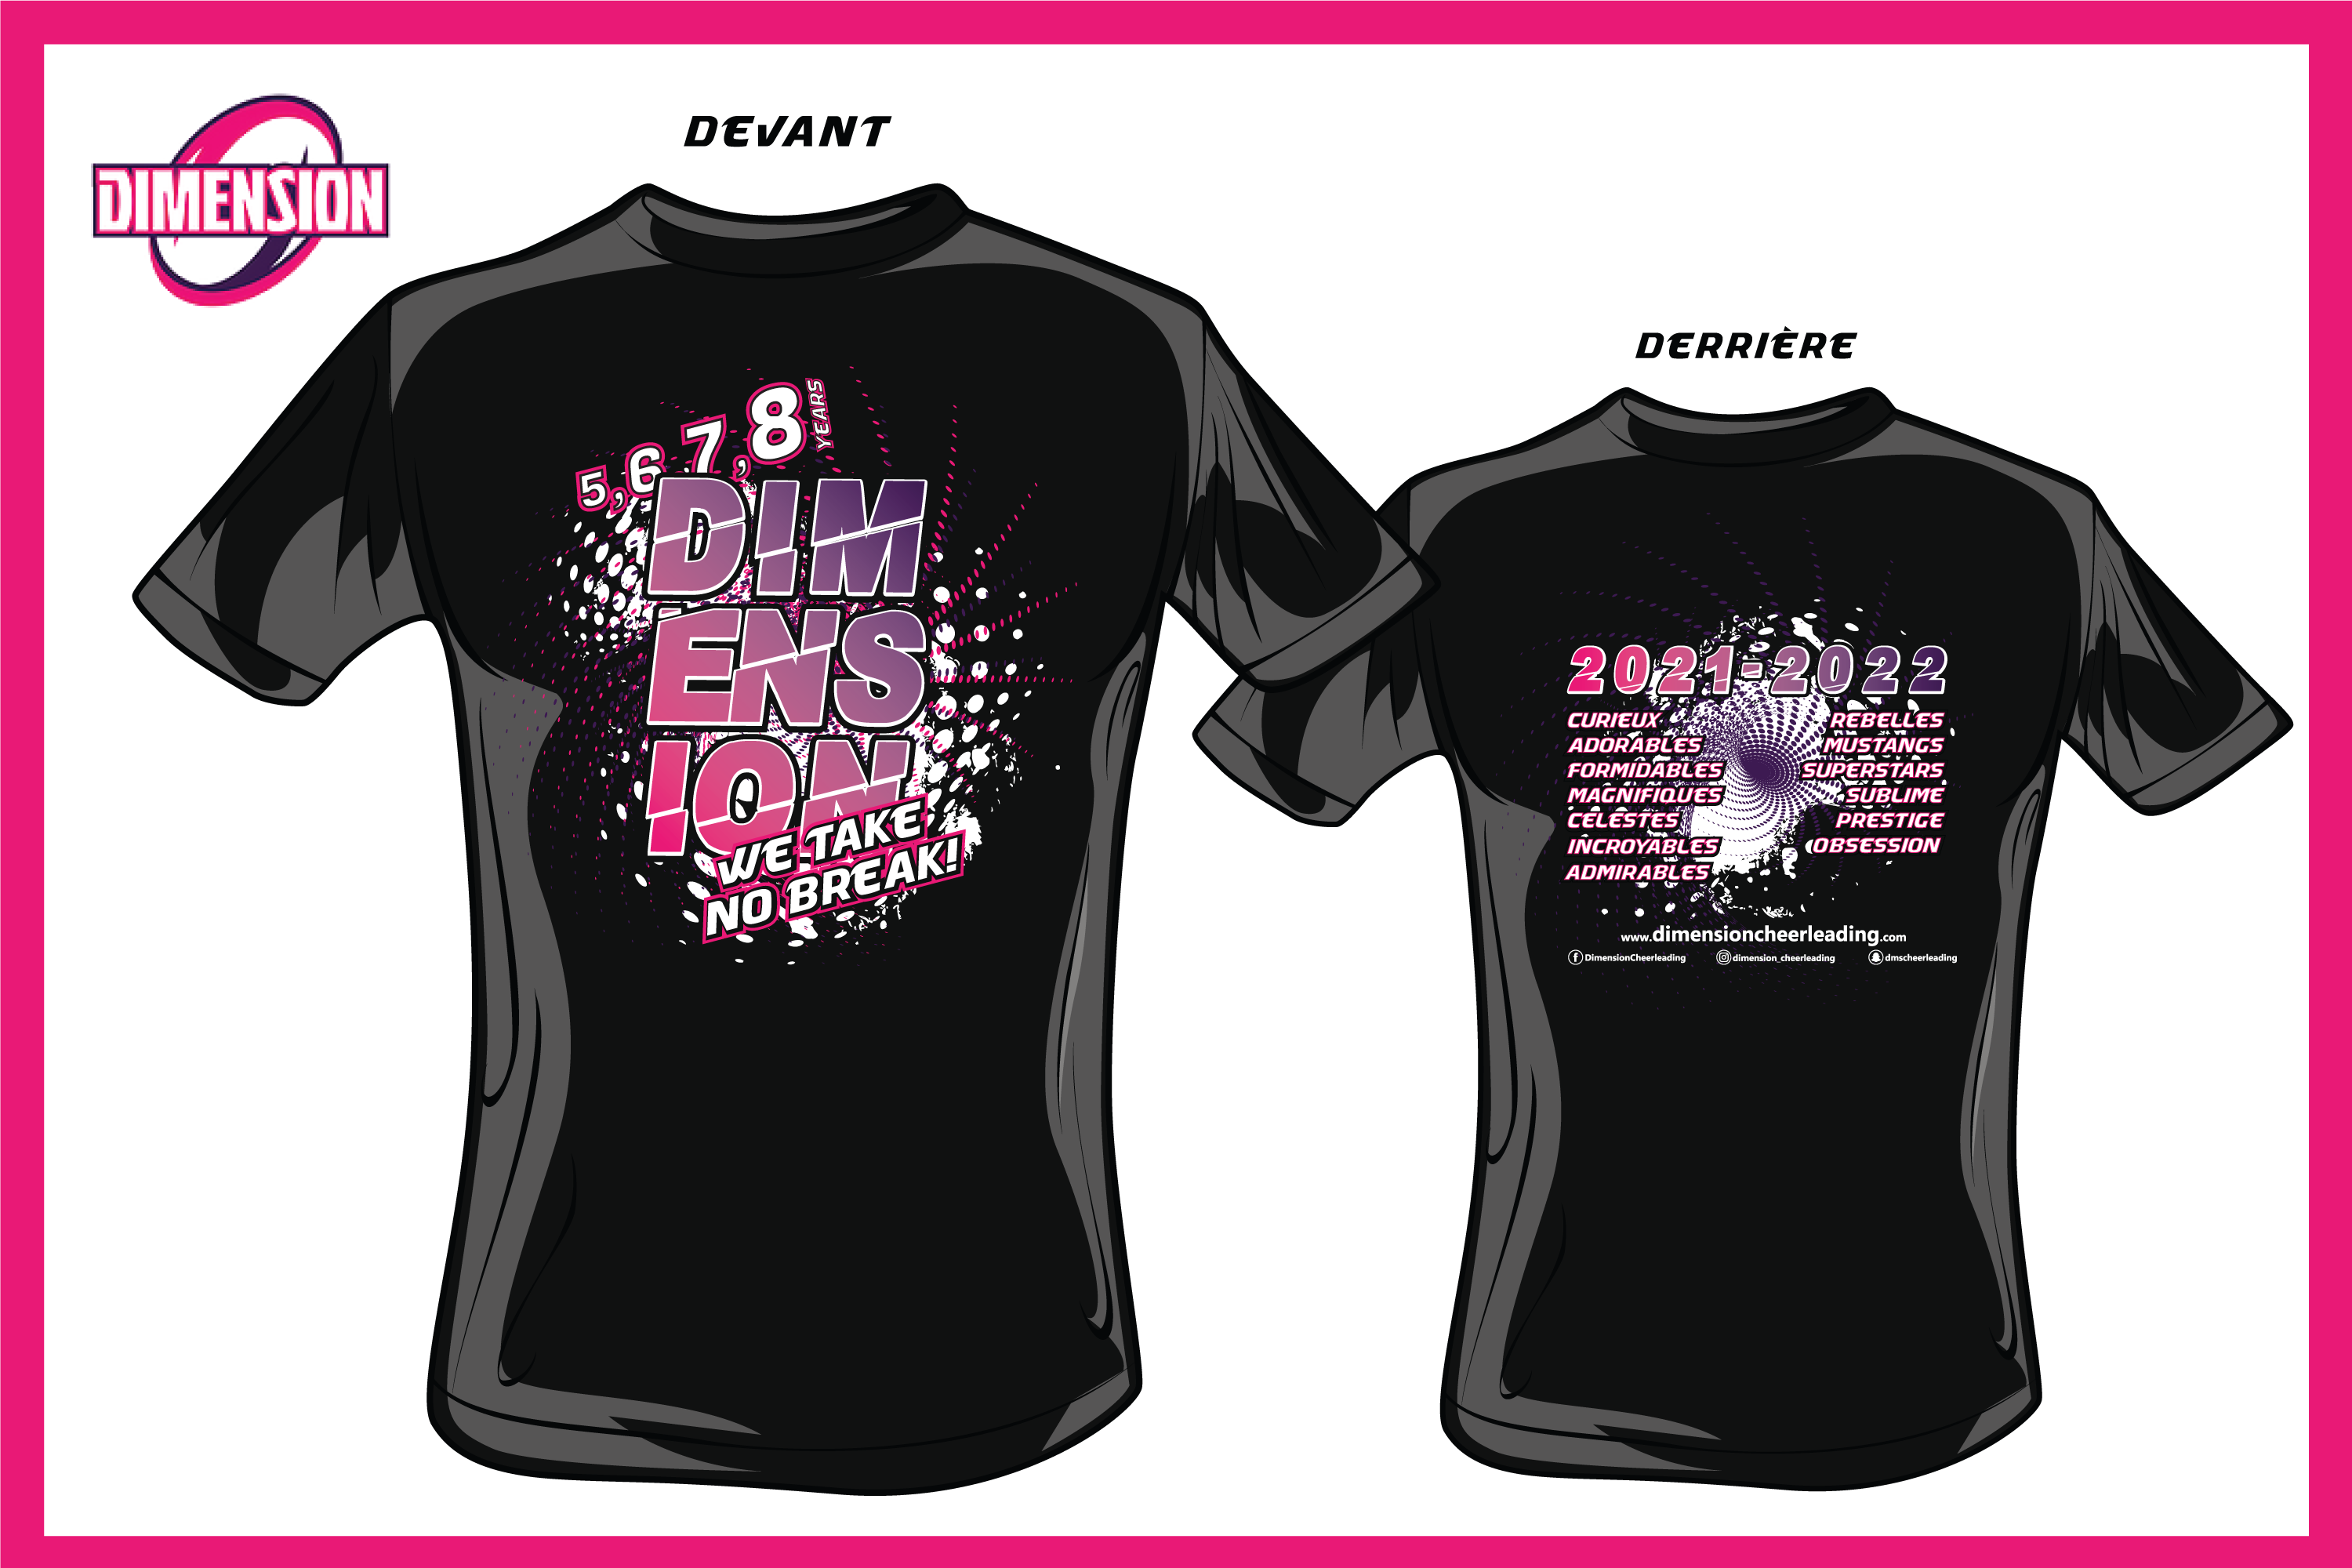 DIMENSION
DEVANT
5,6 7,8 YEARS
DIM
ENS
ION
WE TAKE
NO BREAK!
DERRIÈRE
2021-2022
CURIEUX REBELLES
ADORABLES MUSTANGS
FORMIDABLES SUPERSTARS
MAGNIFIQUES SUBLIME
CÉLESTES PRESTIGE
INCROYABLES OBSESSION
ADMIRABLES
www.dimensioncheerleading.com
DimensionCheerleading dimension_cheerleading dmscheerleading